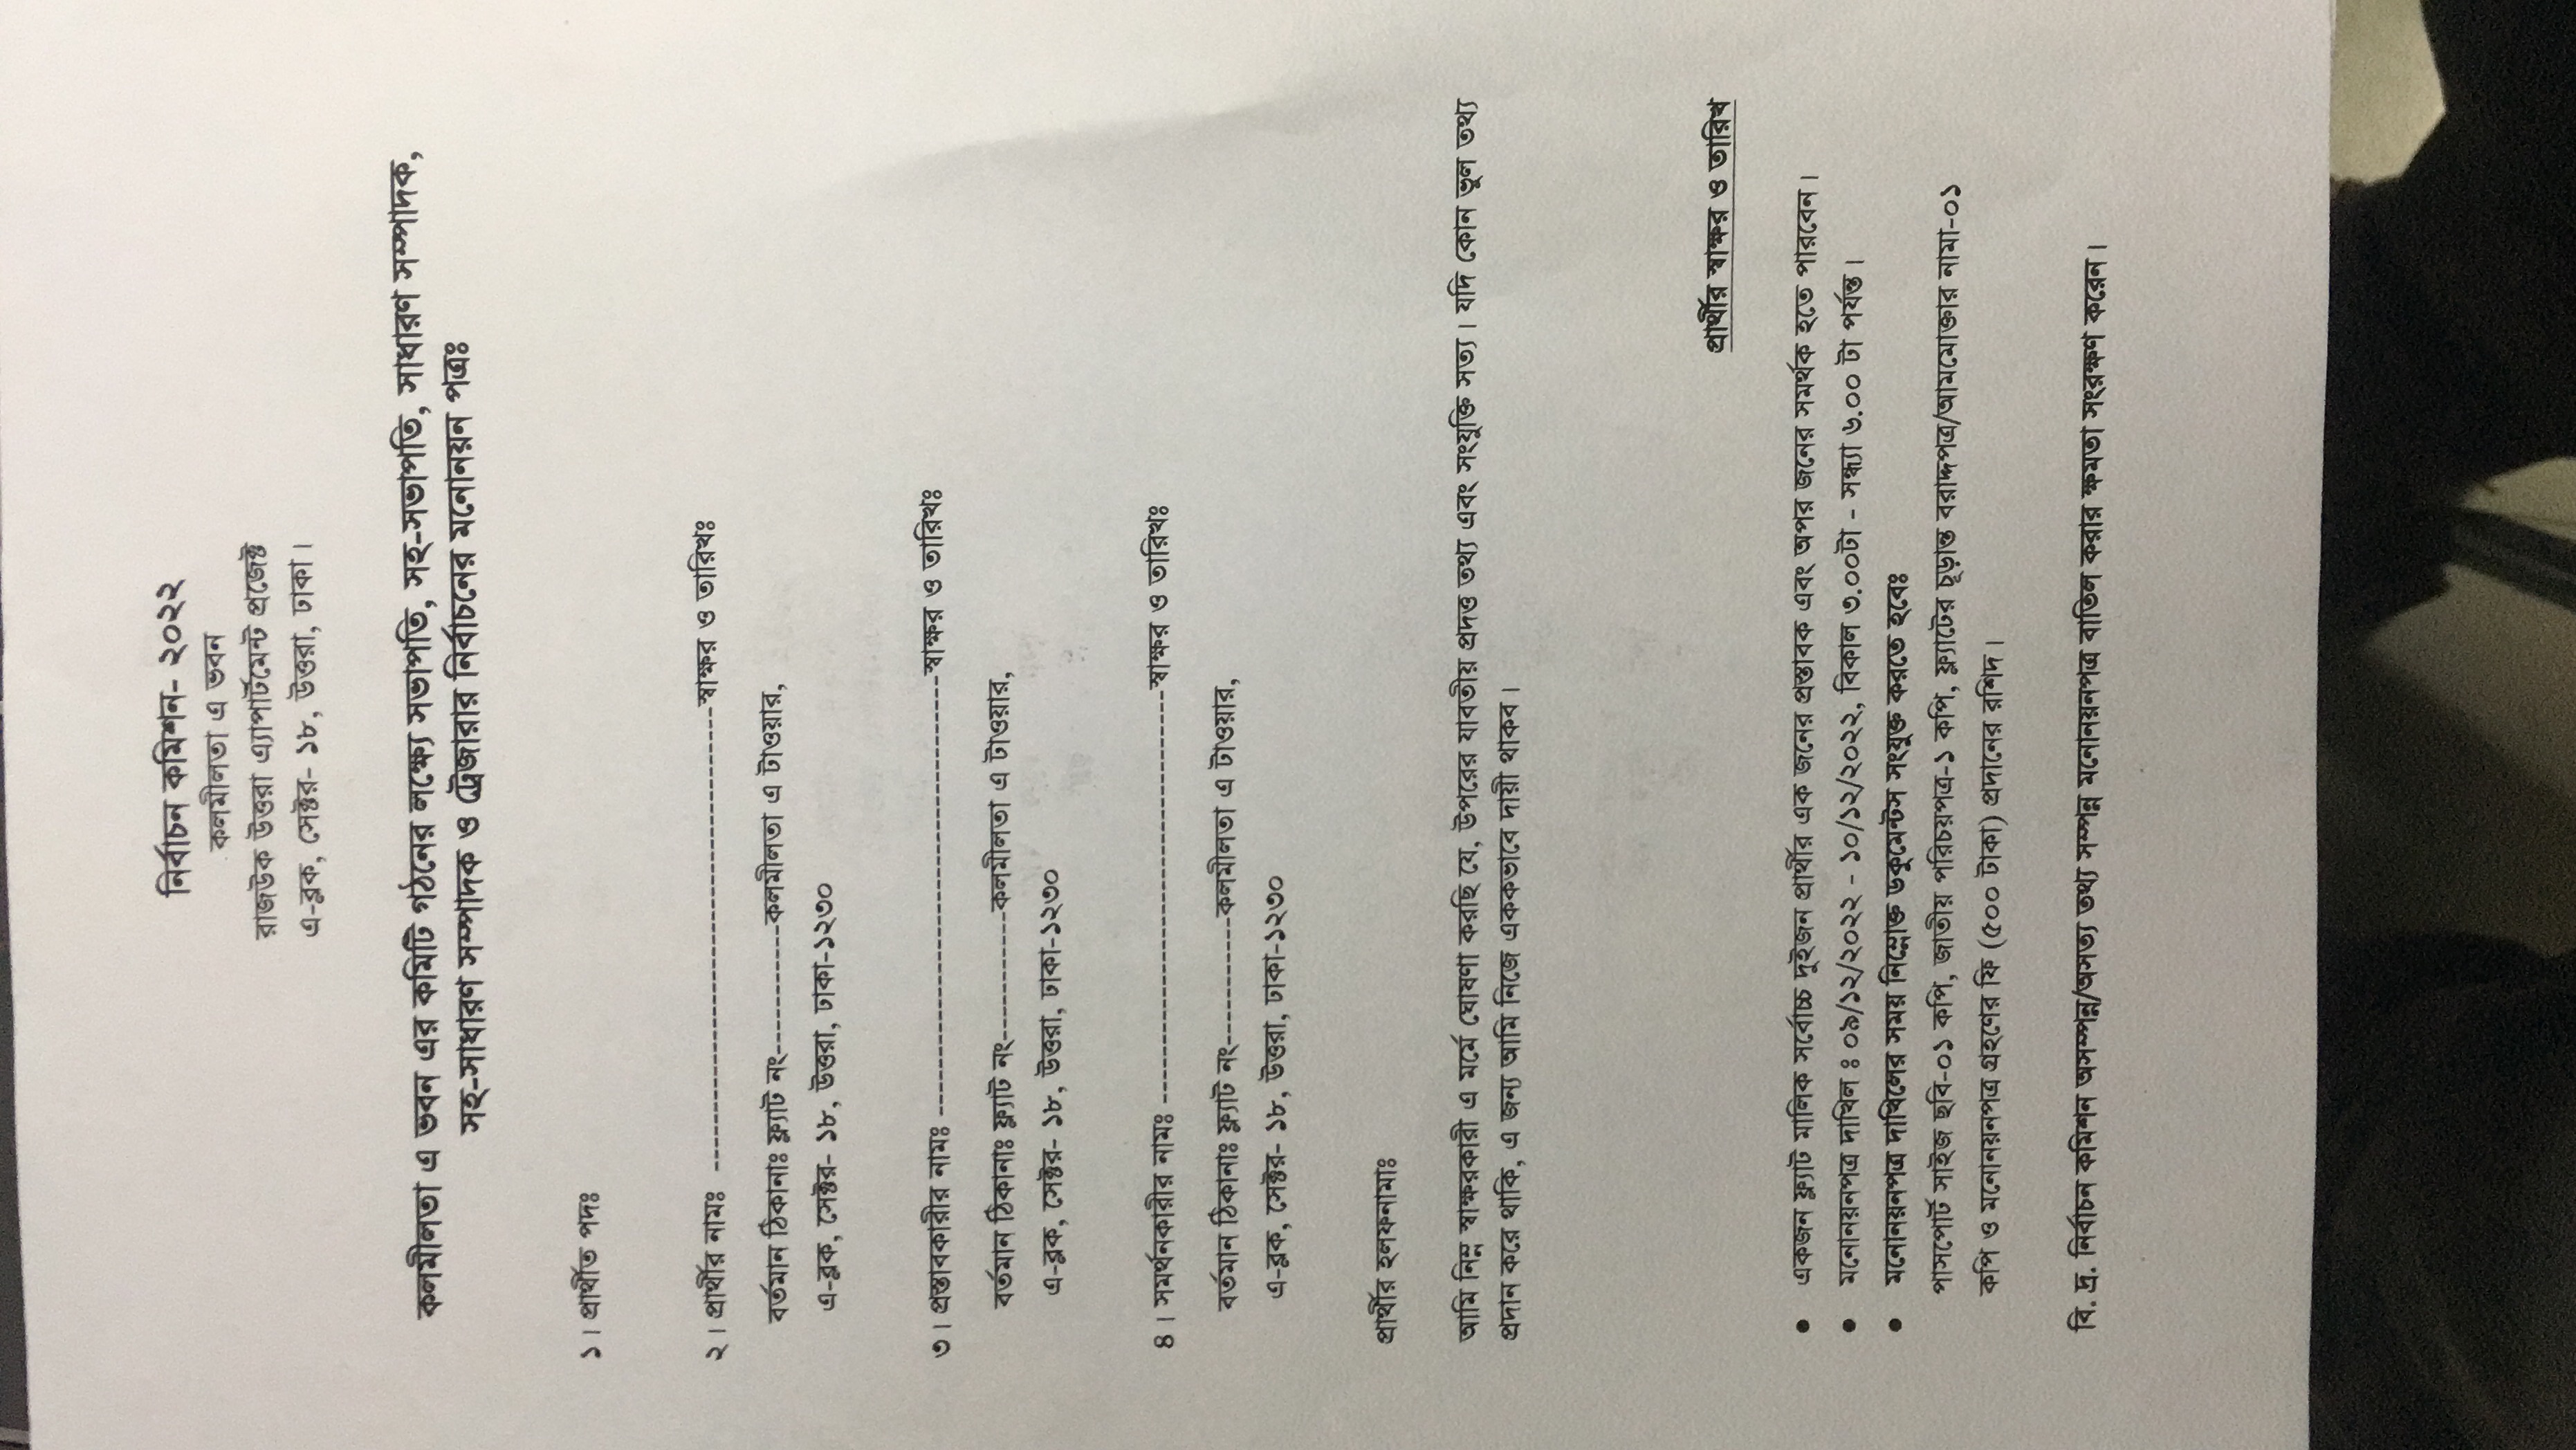 নির্বাচন কমিশন- ২০২২
কলমীলতা এ ভবন
রাজউক উত্তরা এ্যাপার্টমেন্ট প্রজেক্ট
এ-ব্লক, সেক্টর- ১৮, উত্তরা, ঢাকা।
কলমীলতা এ ভবন এর কমিটি গঠনের লক্ষ্যে সভাপতি, সহ-সভাপতি, সাধারণ সম্পাদক,
সহ-সাধারণ সম্পাদক ও ট্রেজারার নির্বাচনের মনোনয়ন পত্রঃ
১। প্রার্থীত পদঃ
২। প্রার্থীর নামঃ ---------------------------------------স্বাক্ষর ও তারিখঃ
বর্তমান ঠিকানাঃ ফ্ল্যাট নং-----------কলমীলতা এ টাওয়ার,
এ-ব্লক, সেক্টর- ১৮, উত্তরা, ঢাকা-১২৩০
৩। প্রস্তাবকারীর নামঃ -------------------------------------স্বাক্ষর ও তারিখঃ
বর্তমান ঠিকানাঃ ফ্ল্যাট নং-----------কলমীলতা এ টাওয়ার,
এ-ব্লক, সেক্টর- ১৮, উত্তরা, ঢাকা-১২৩০
৪। সমর্থনকারীর নামঃ -----------------------------------স্বাক্ষর ও তারিখঃ
বর্তমান ঠিকানাঃ ফ্ল্যাট নং-----------কলমীলতা এ টাওয়ার,
এ-ব্লক, সেক্টর- ১৮, উত্তরা, ঢাকা-১২৩০
প্রার্থীর হলফনামাঃ
আমি নিম্ন স্বাক্ষরকারী এ মর্মে ঘোষণা করছি যে, উপরের যাবতীয় প্রদত্ত তথ্য এবং সংযুক্তি সত্য। যদি কোন ভুল তথ্য
প্রদান করে থাকি, এ জন্য আমি নিজে এককভাবে দায়ী থাকব।
প্রার্থীর স্বাক্ষর ও তারিখ
• একজন ফ্ল্যাট মালিক সর্বোচ্চ দুইজন প্রার্থীর এক জনের প্রস্তাবক এবং অপর জনের সমর্থক হতে পারবেন।
• মনোনয়নপত্র দাখিল ঃ ০৯/১২/২০২২ - ১০/১২/২০২২, বিকাল ৩.০০টা - সন্ধ্যা ৬.০০ টা পর্যন্ত।
• মনোনয়নপত্র দাখিলের সময় নিম্নোক্ত ডকুমেন্টস সংযুক্ত করতে হবেঃ
পাসপোর্ট সাইজ ছবি-০১ কপি, জাতীয় পরিচয়পত্র-১ কপি, ফ্ল্যাটের চূড়ান্ত বরাদ্দপত্র/আমমোক্তার নামা-০১
কপি ও মনোনয়নপত্র গ্রহণের ফি (৫০০ টাকা) প্রদানের রশিদ।
বি. দ্র. নির্বাচন কমিশন অসম্পন্ন/অসত্য তথ্য সম্পন্ন মনোনয়নপত্র বাতিল করার ক্ষমতা সংরক্ষণ করেন।